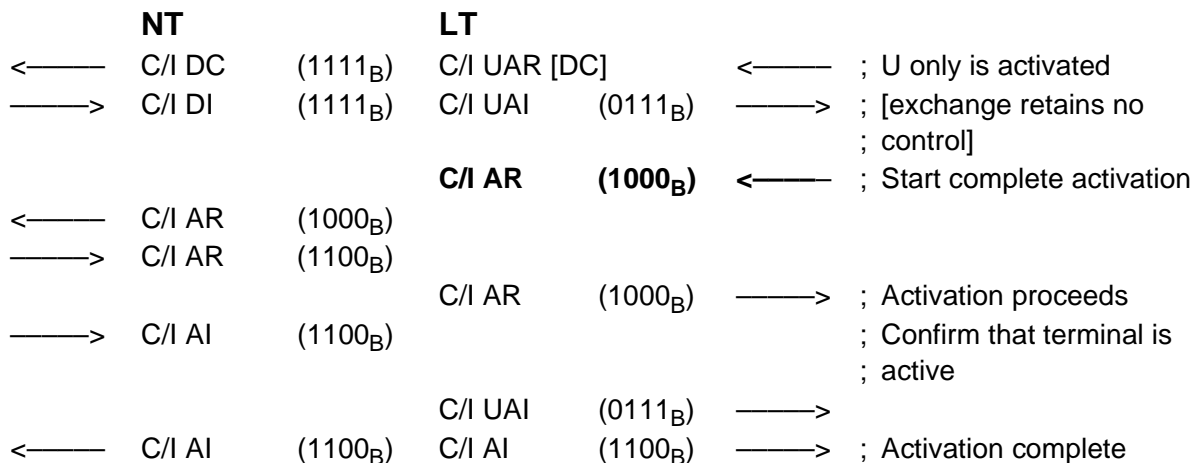 NT LT
<––––– C/I DC (1111B) C/I UAR [DC] <––––– ; U only is activated
–––––> C/I DI (1111B) C/I UAI (0111B) –––––> ; [exchange retains no
; control]
C/I AR (1000B) <––––– ; Start complete activation
<––––– C/I AR (1000B)
–––––> C/I AR (1100B)
C/I AR (1000B) –––––> ; Activation proceeds
–––––> C/I AI (1100B) ; Confirm that terminal is
; active
C/I UAI (0111B) –––––>
<––––– C/I AI (1100B) C/I AI (1100B) –––––> ; Activation complete